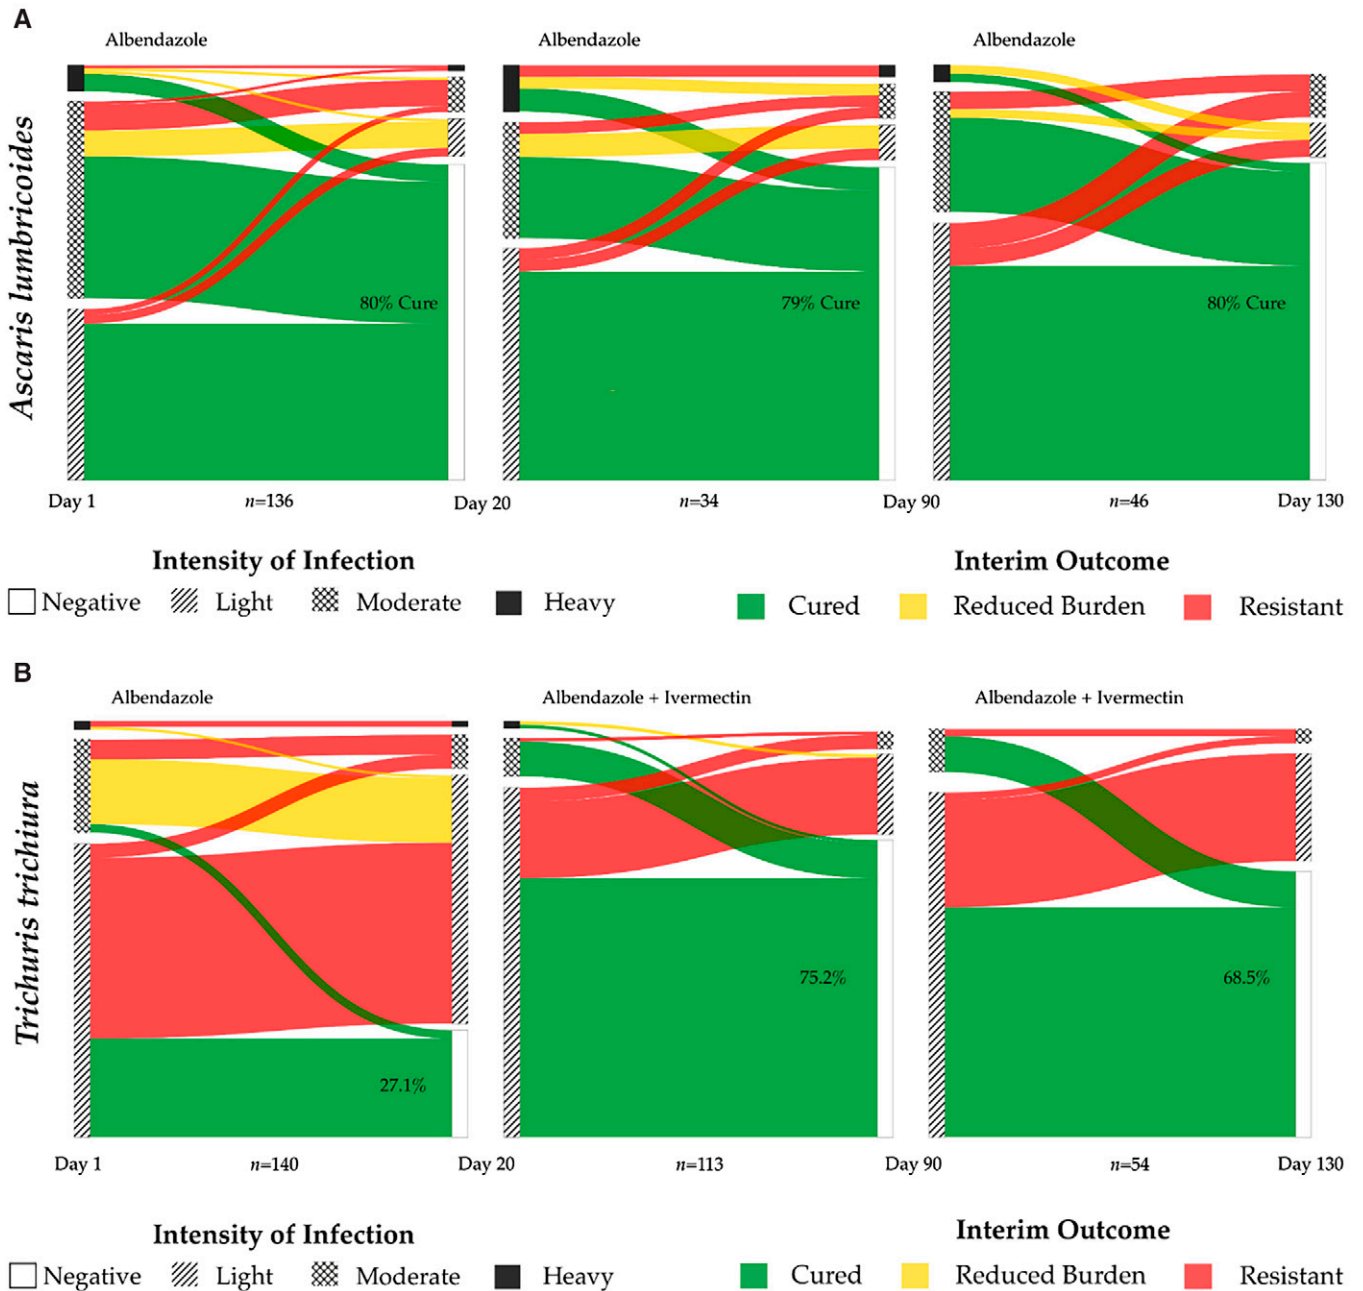 A
Albendazole
Albendazole
Albendazole
Ascaris lumbricoides
80% Cure
79% Cure
80% Cure
Day 1
n=136
Day 20
n=34
Day 90
n=46
Day 130
Intensity of Infection
Interim Outcome
Negative
Light
Moderate
Heavy
Cured
Reduced Burden
Resistant
B
Albendazole
Albendazole + Ivermectin
Albendazole + Ivermectin
Trichuris trichiura
27.1%
75.2%
68.5%
Day 1
n=140
Day 20
n=113
Day 90
n=54
Day 130
Intensity of Infection
Interim Outcome
Negative
Light
Moderate
Heavy
Cured
Reduced Burden
Resistant